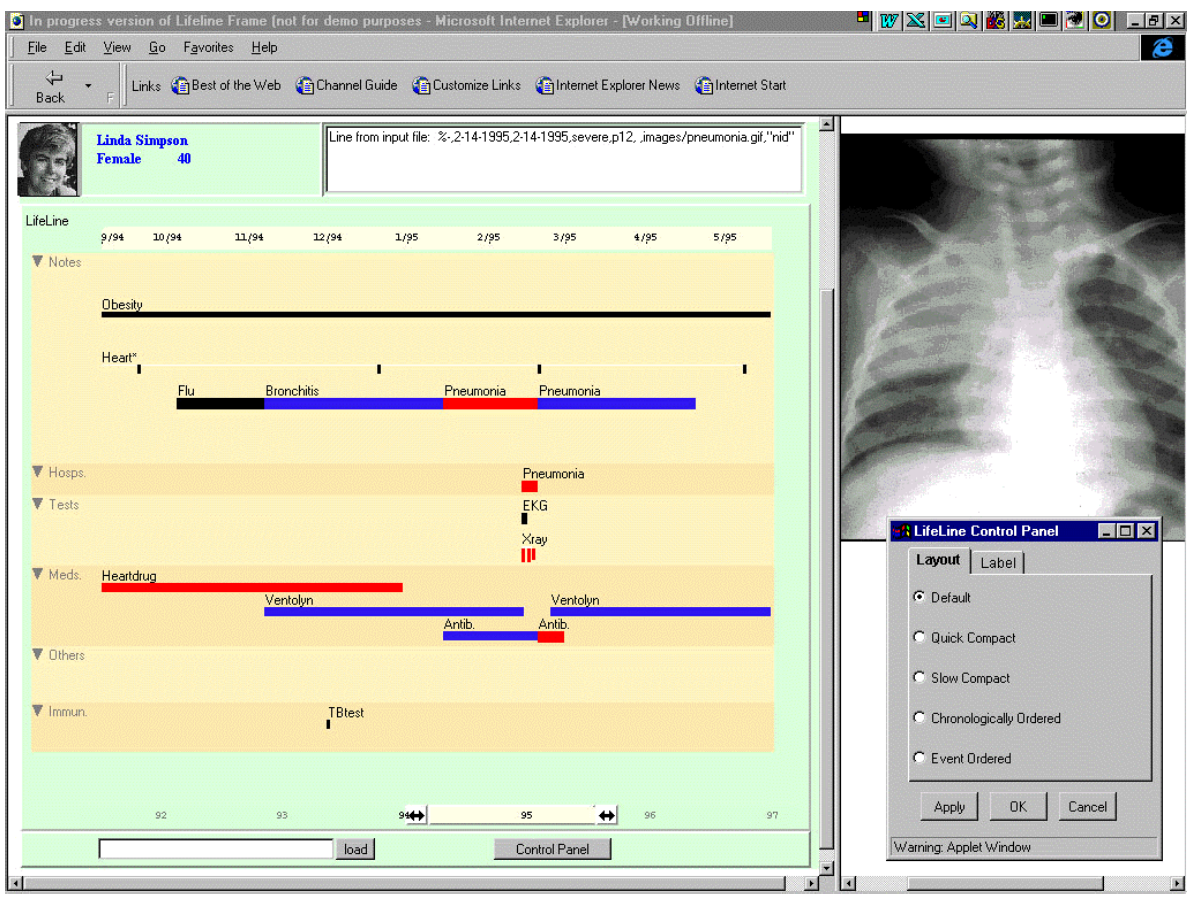 In progress version of Lifeline Frame (not for demo purposes - Microsoft Internet Explorer - [Working Offline]
File Edit View Go Favorites Help
Back F Links Best of the Web Channel Guide Customize Links Internet Explorer News Internet Start
Linda Simpson
Female 40
Line from input file: %-,2-14-1995,2-14-1995,severe,p12, ,images/pneumonia.gif,"nid"
LifeLine
9/94 10/94 11/94 12/94 1/95 2/95 3/95 4/95 5/95
Notes
Obesity
Heart*
Flu Bronchitis Pneumonia Pneumonia
Hosps. Pneumonia
Tests EKG
Xray
Meds. Heartdrug
Ventolyn Ventolyn
Antib. Antib.
Others
Immun. TBtest
92 93 94 95 96 97
load Control Panel
LifeLine Control Panel
Layout Label
Default
Quick Compact
Slow Compact
Chronologically Ordered
Event Ordered
Apply OK Cancel
Warning: Applet Window